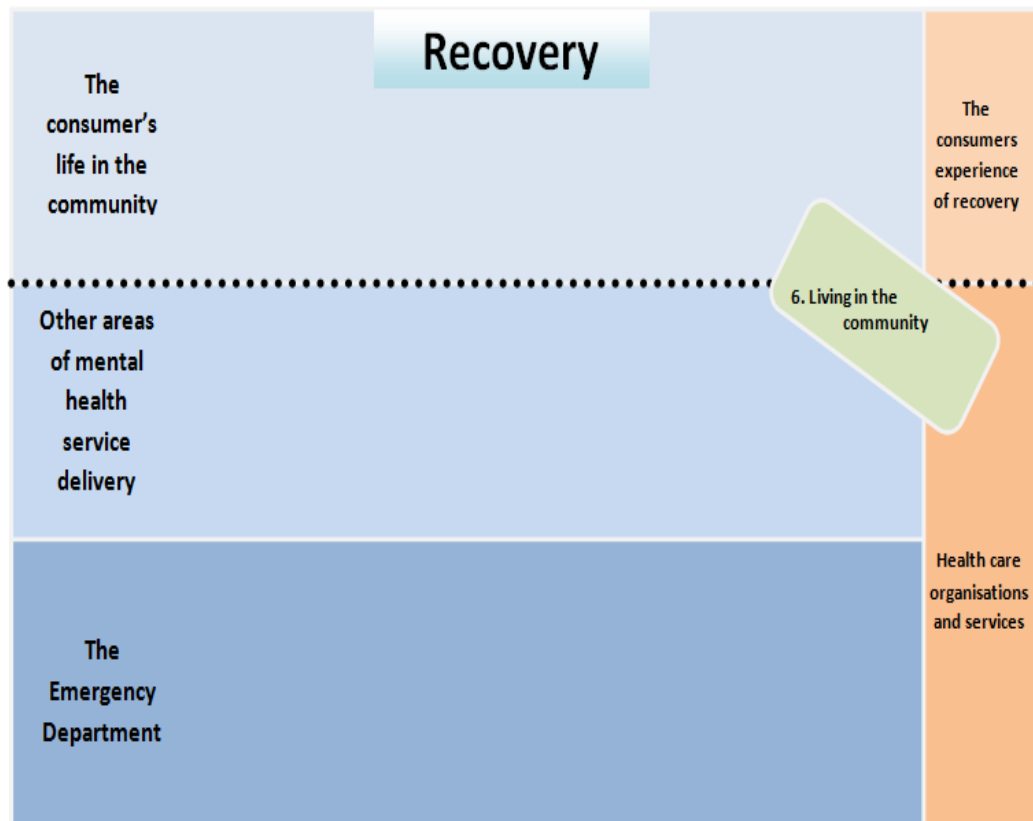 Recovery
The
consumer's
life in the
community
The
consumers
experience
of recovery
6. Living in the
community
Other areas
of mental
health
service
delivery
Health care
organisations
and services
The
Emergency
Department